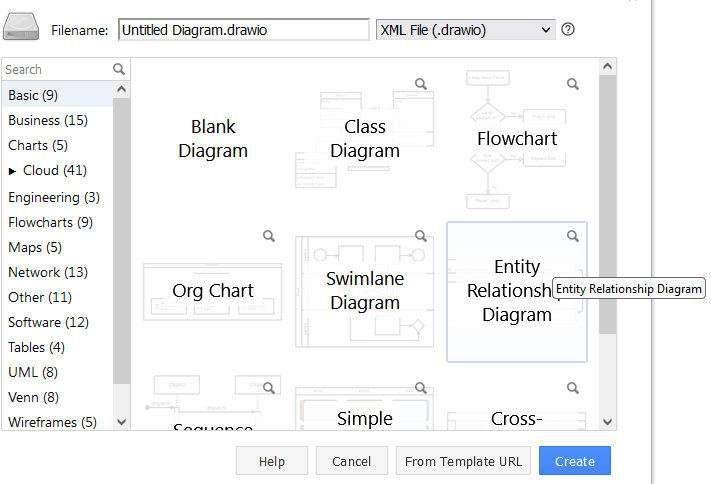 Filename: Untitled Diagram.drawio XML File (.drawio)
Search
Basic (9)
Business (15)
Charts (5)
Cloud (41)
Engineering (3)
Flowcharts (9)
Maps (5)
Network (13)
Other (11)
Software (12)
Tables (4)
UML (8)
Venn (8)
Wireframes (5)
Blank
Diagram
Class
Diagram
Flowchart
Org Chart
Swimlane
Diagram
Entity
Relationship
Diagram
Entity Relationship Diagram
Sequence
Simple
Cross-
Help
Cancel
From Template URL
Create